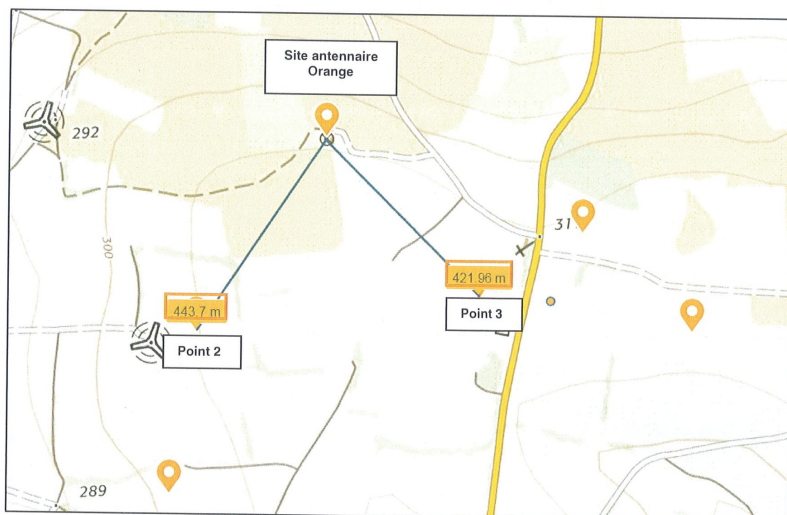 Site antennaire
Orange
292
31
300
421.96 m
443.7 m
Point 3
Point 2
289